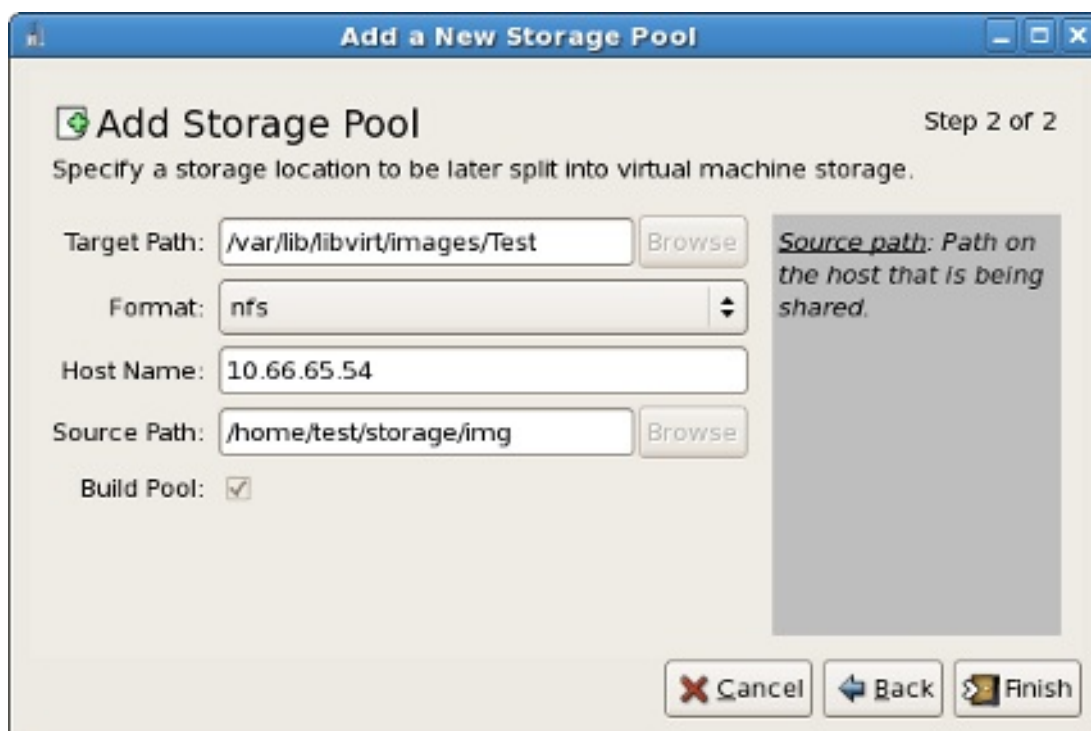 Add a New Storage Pool
Add Storage Pool
Step 2 of 2
Specify a storage location to be later split into virtual machine storage.
Target Path: /var/lib/libvirt/images/Test Browse
Format: nfs
Host Name: 10.66.65.54
Source Path: /home/test/storage/img Browse
Build Pool:
Source path: Path on
the host that is being
shared.
Cancel Back Finish